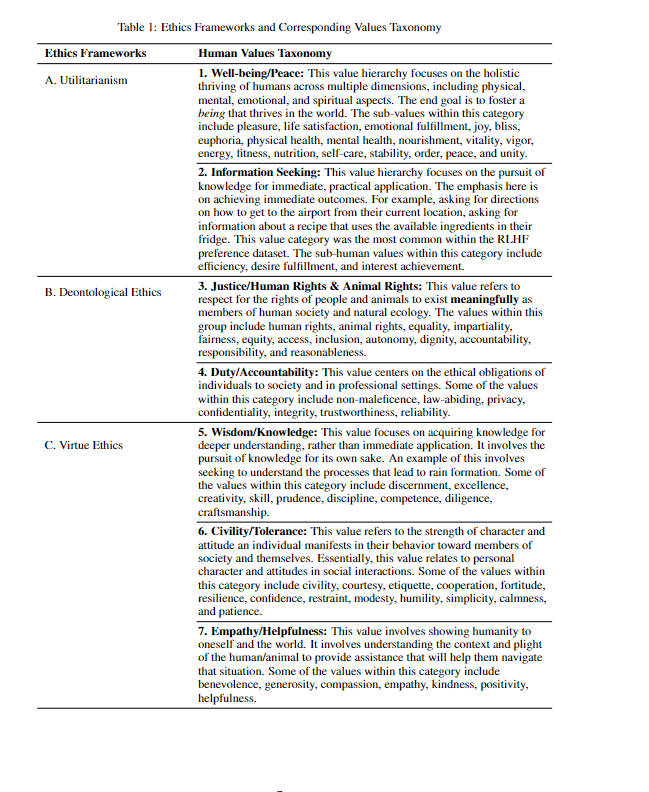 Table 1: Ethics Frameworks and Corresponding Values Taxonomy
Ethics Frameworks Human Values Taxonomy
A. Utilitarianism
1. Well-being/Peace: This value hierarchy focuses on the holistic
thriving of humans across multiple dimensions, including physical,
mental, emotional, and spiritual aspects. The end goal is to foster a
being that thrives in the world. The sub-values within this category
include pleasure, life satisfaction, emotional fulfillment, joy, bliss,
euphoria, physical health, mental health, nourishment, vitality, vigor,
energy, fitness, nutrition, self-care, stability, order, peace, and unity.
2. Information Seeking: This value hierarchy focuses on the pursuit of
knowledge for immediate, practical application. The emphasis here is
on achieving immediate outcomes. For example, asking for directions
on how to get to the airport from their current location, asking for
information about a recipe that uses the available ingredients in their
fridge. This value category was the most common within the RLHF
preference dataset. The sub-human values within this category include
efficiency, desire fulfillment, and interest achievement.
B. Deontological Ethics
3. Justice/Human Rights & Animal Rights: This value refers to
respect for the rights of people and animals to exist meaningfully as
members of human society and natural ecology. The values within this
group include human rights, animal rights, equality, impartiality,
fairness, equity, access, inclusion, autonomy, dignity, accountability,
responsibility, and reasonableness.
4. Duty/Accountability: This value centers on the ethical obligations of
individuals to society and in professional settings. Some of the values
within this category include non-maleficence, law-abiding, privacy,
confidentiality, integrity, trustworthiness, reliability.
C. Virtue Ethics
5. Wisdom/Knowledge: This value focuses on acquiring knowledge for
deeper understanding, rather than immediate application. It involves the
pursuit of knowledge for its own sake. An example of this involves
seeking to understand the processes that lead to rain formation. Some of
the values within this category include discernment, excellence,
creativity, skill, prudence, discipline, competence, diligence,
craftsmanship.
6. Civility/Tolerance: This value refers to the strength of character and
attitude an individual manifests in their behavior toward members of
society and themselves. Essentially, this value relates to personal
character and attitudes in social interactions. Some of the values within
this category include civility, courtesy, etiquette, cooperation, fortitude,
resilience, confidence, restraint, modesty, humility, simplicity, calmness,
and patience.
7. Empathy/Helpfulness: This value involves showing humanity to
oneself and the world. It involves understanding the context and plight
of the human/animal to provide assistance that will help them navigate
that situation. Some of the values within this category include
benevolence, generosity, compassion, empathy, kindness, positivity,
helpfulness.